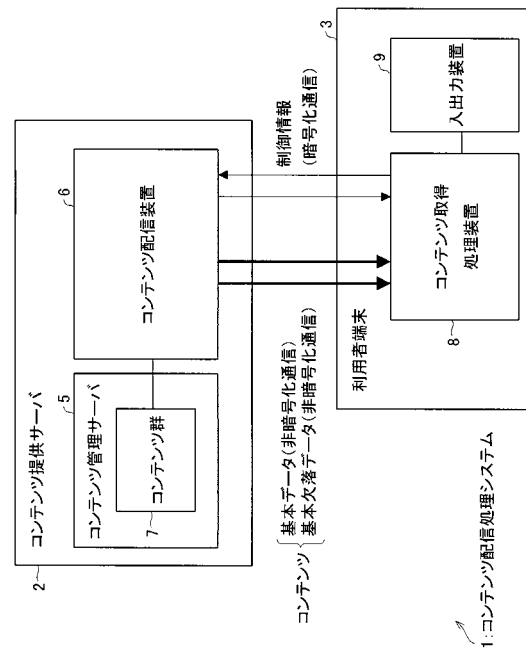 コンテンツ提供サーバ
2
コンテンツ管理サーバ
5
コンテンツ群
7
コンテンツ配信装置
6
コンテンツ
基本データ(非暗号化通信)
基本欠落データ(非暗号化通信)
制御情報
(暗号化通信)
利用者端末
3
コンテンツ取得
処理装置
8
入出力装置
9
1:コンテンツ配信処理システム